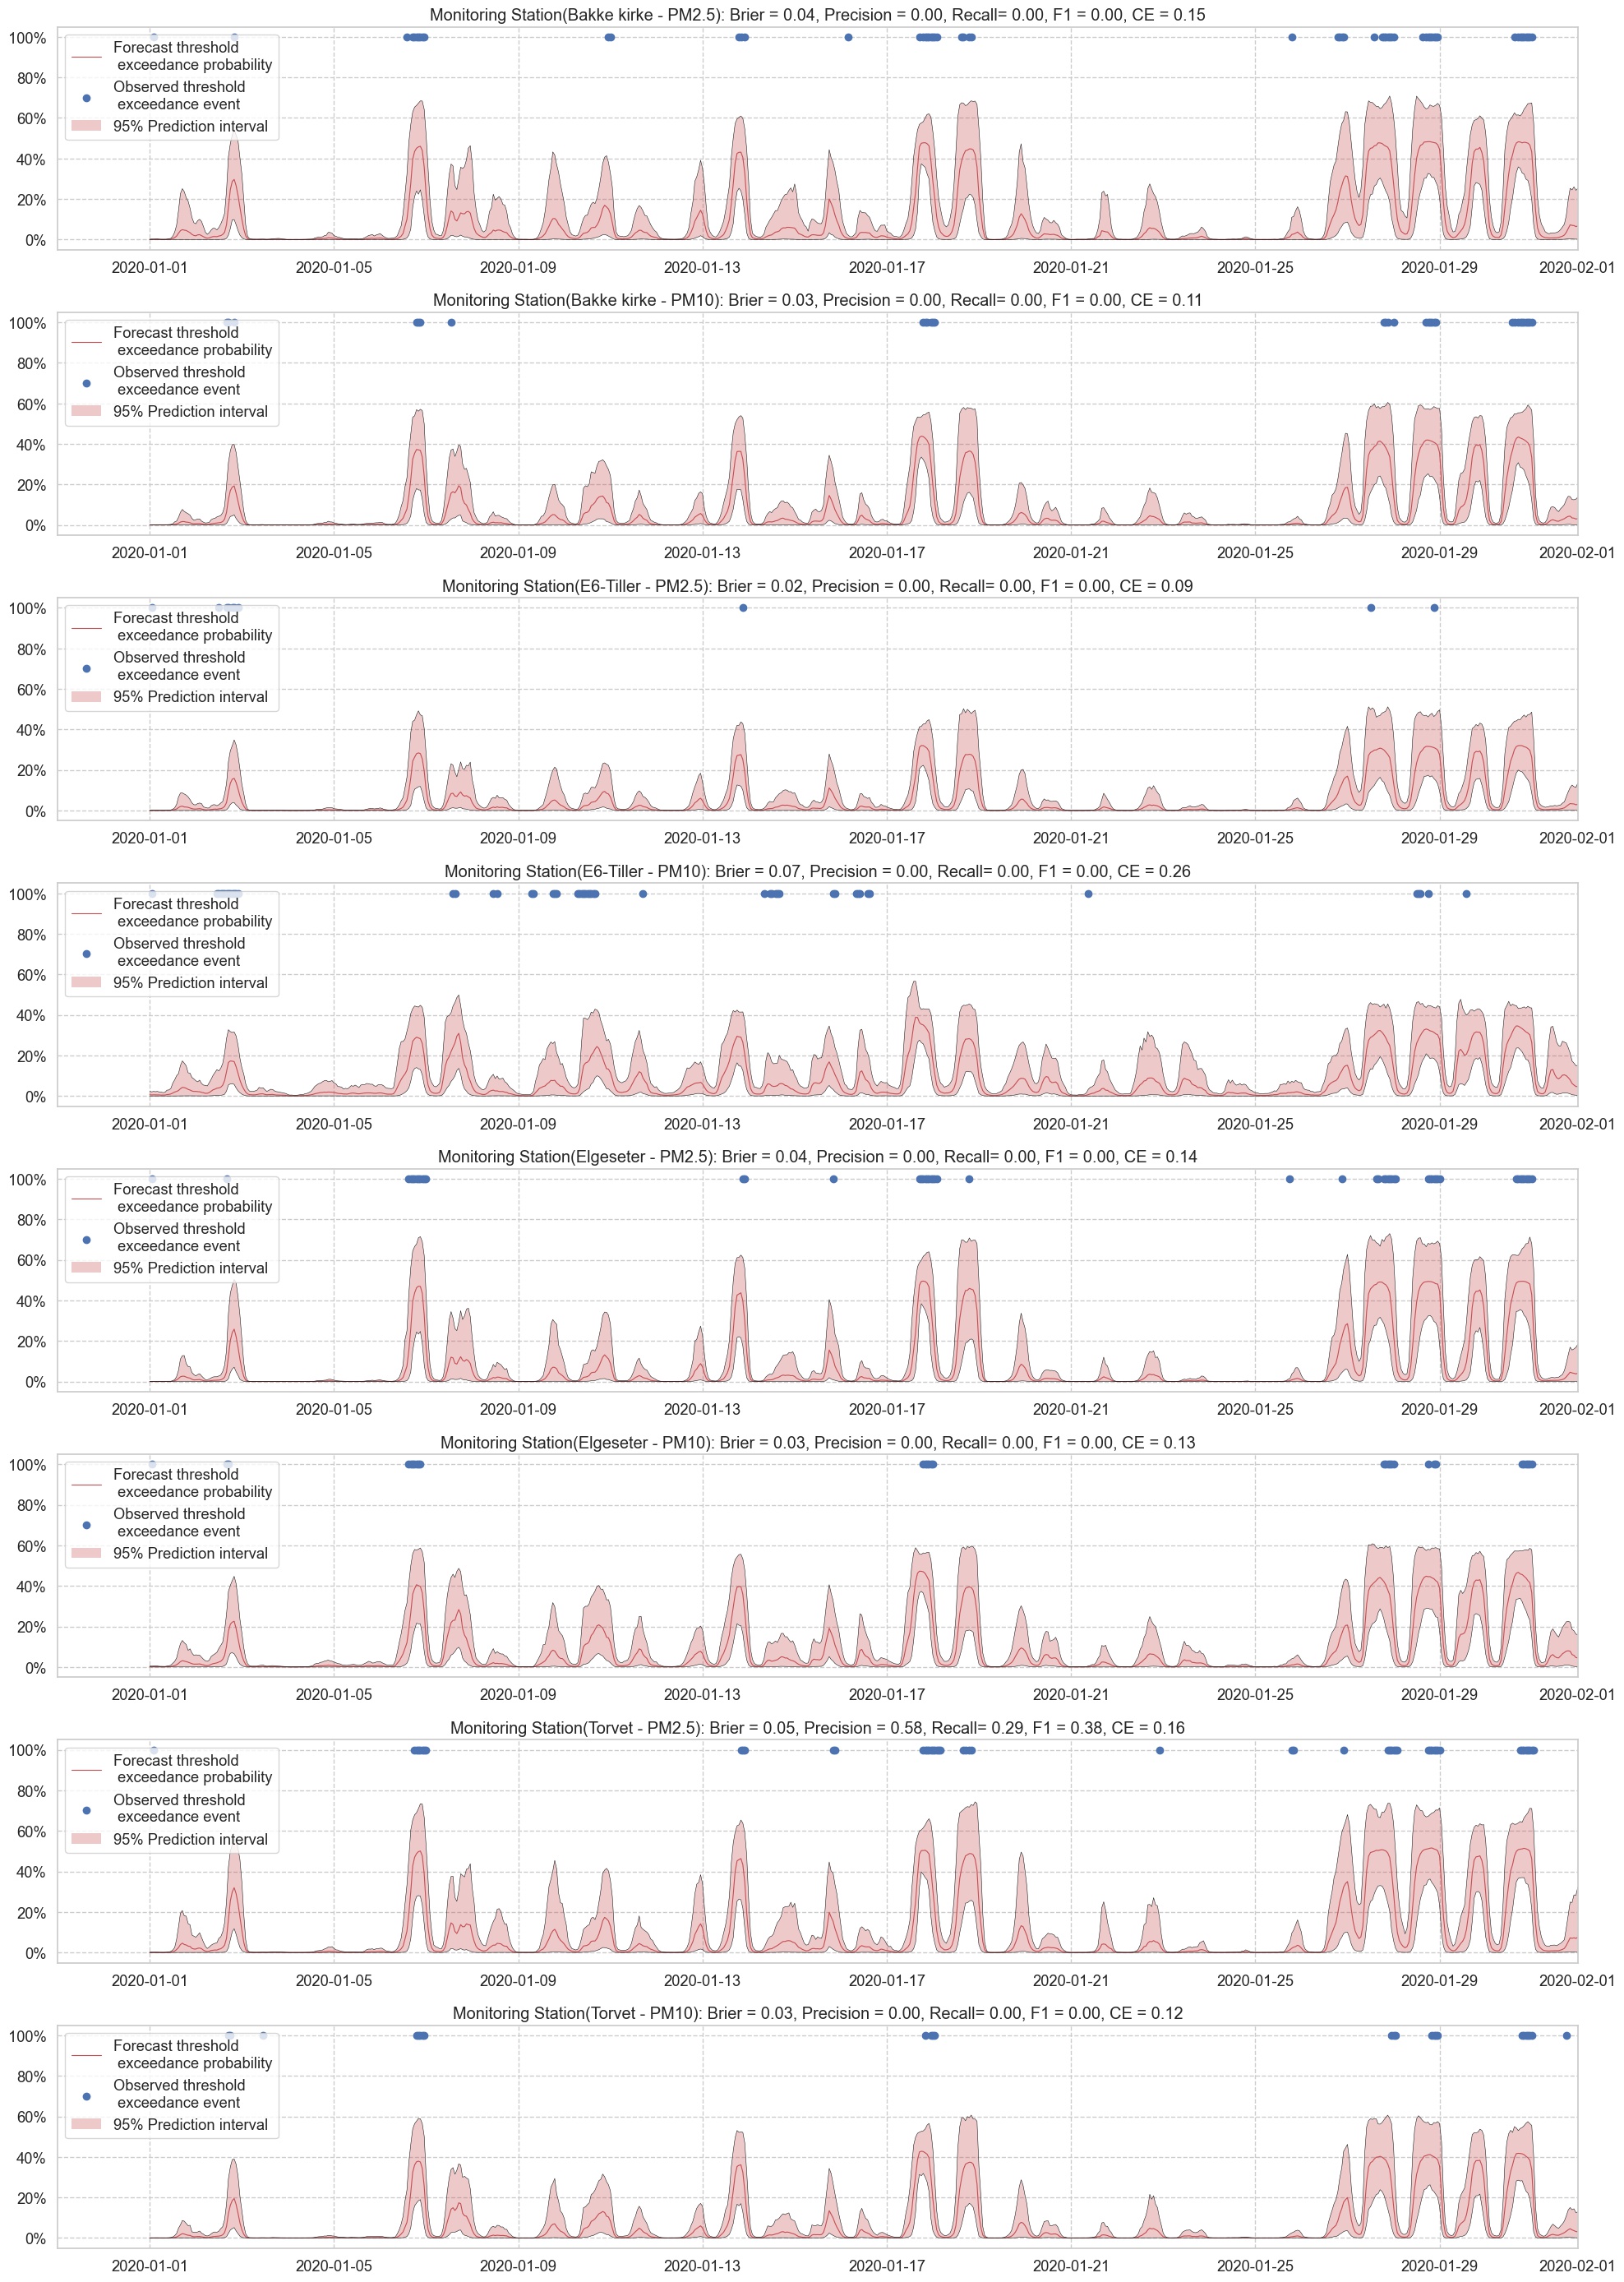 Monitoring Station(Bakke kirke - PM2.5): Brier = 0.04, Precision = 0.00, Recall= 0.00, F1 = 0.00, CE = 0.15
100%
80%
60%
40%
20%
0%
Forecast threshold
exceedance probability
Observed threshold
exceedance event
95% Prediction interval
2020-01-01 2020-01-05 2020-01-09 2020-01-13 2020-01-17 2020-01-21 2020-01-25 2020-01-29 2020-02-01
Monitoring Station(Bakke kirke - PM10): Brier = 0.03, Precision = 0.00, Recall= 0.00, F1 = 0.00, CE = 0.11
100%
80%
60%
40%
20%
0%
Forecast threshold
exceedance probability
Observed threshold
exceedance event
95% Prediction interval
2020-01-01 2020-01-05 2020-01-09 2020-01-13 2020-01-17 2020-01-21 2020-01-25 2020-01-29 2020-02-01
Monitoring Station(E6-Tiller - PM2.5): Brier = 0.02, Precision = 0.00, Recall= 0.00, F1 = 0.00, CE = 0.09
100%
80%
60%
40%
20%
0%
Forecast threshold
exceedance probability
Observed threshold
exceedance event
95% Prediction interval
2020-01-01 2020-01-05 2020-01-09 2020-01-13 2020-01-17 2020-01-21 2020-01-25 2020-01-29 2020-02-01
Monitoring Station(E6-Tiller - PM10): Brier = 0.07, Precision = 0.00, Recall= 0.00, F1 = 0.00, CE = 0.26
100%
80%
60%
40%
20%
0%
Forecast threshold
exceedance probability
Observed threshold
exceedance event
95% Prediction interval
2020-01-01 2020-01-05 2020-01-09 2020-01-13 2020-01-17 2020-01-21 2020-01-25 2020-01-29 2020-02-01
Monitoring Station(Elgeseter - PM2.5): Brier = 0.04, Precision = 0.00, Recall= 0.00, F1 = 0.00, CE = 0.14
100%
80%
60%
40%
20%
0%
Forecast threshold
exceedance probability
Observed threshold
exceedance event
95% Prediction interval
2020-01-01 2020-01-05 2020-01-09 2020-01-13 2020-01-17 2020-01-21 2020-01-25 2020-01-29 2020-02-01
Monitoring Station(Elgeseter - PM10): Brier = 0.03, Precision = 0.00, Recall= 0.00, F1 = 0.00, CE = 0.13
100%
80%
60%
40%
20%
0%
Forecast threshold
exceedance probability
Observed threshold
exceedance event
95% Prediction interval
2020-01-01 2020-01-05 2020-01-09 2020-01-13 2020-01-17 2020-01-21 2020-01-25 2020-01-29 2020-02-01
Monitoring Station(Torvet - PM2.5): Brier = 0.05, Precision = 0.58, Recall= 0.29, F1 = 0.38, CE = 0.16
100%
80%
60%
40%
20%
0%
Forecast threshold
exceedance probability
Observed threshold
exceedance event
95% Prediction interval
2020-01-01 2020-01-05 2020-01-09 2020-01-13 2020-01-17 2020-01-21 2020-01-25 2020-01-29 2020-02-01
Monitoring Station(Torvet - PM10): Brier = 0.03, Precision = 0.00, Recall= 0.00, F1 = 0.00, CE = 0.12
100%
80%
60%
40%
20%
0%
Forecast threshold
exceedance probability
Observed threshold
exceedance event
95% Prediction interval
2020-01-01 2020-01-05 2020-01-09 2020-01-13 2020-01-17 2020-01-21 2020-01-25 2020-01-29 2020-02-01